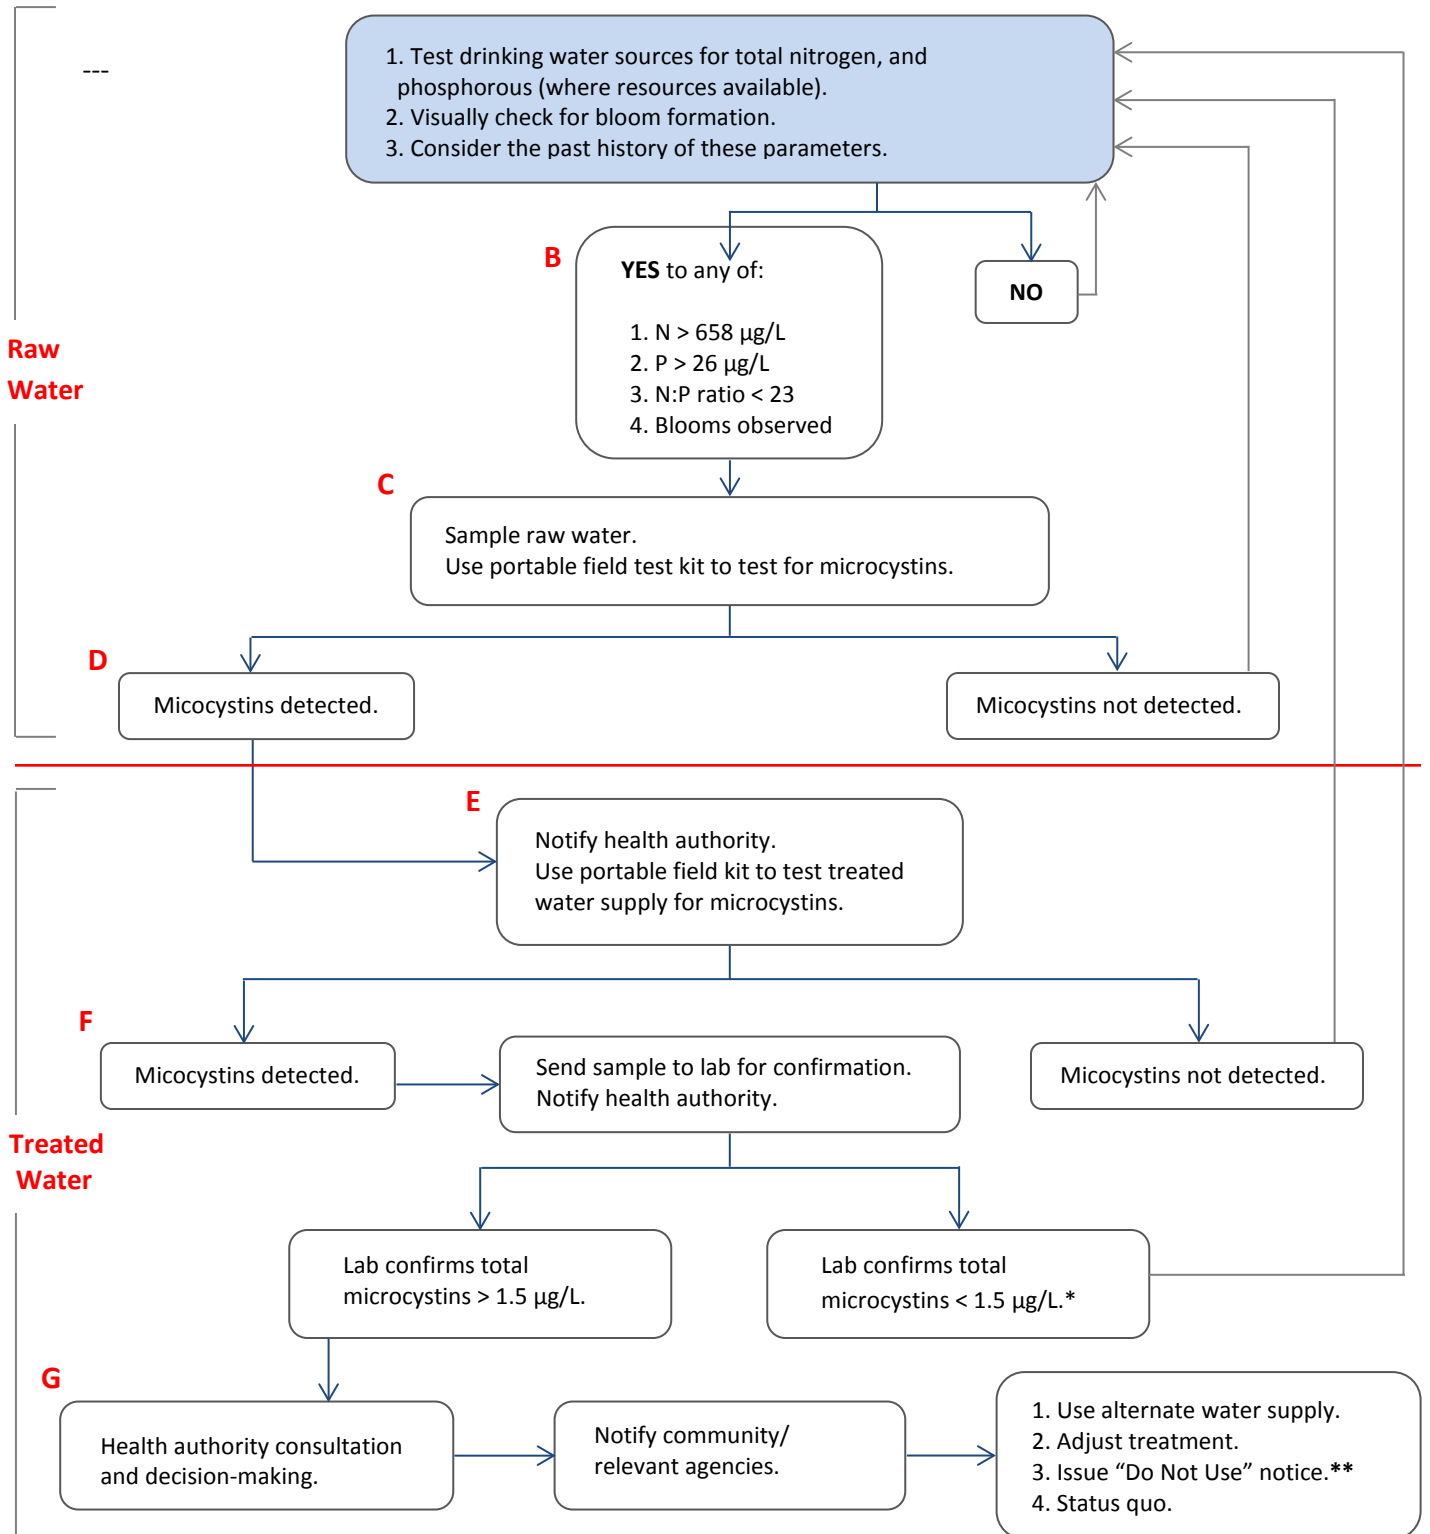 ---
1. Test drinking water sources for total nitrogen, and
phosphorous (where resources available).
2. Visually check for bloom formation.
3. Consider the past history of these parameters.
B
YES to any of:
1. N > 658 µg/L
2. P > 26 µg/L
3. N:P ratio < 23
4. Blooms observed
NO
Raw
Water
C
Sample raw water.
Use portable field test kit to test for microcystins.
D
Micocystins detected.
Micocystins not detected.
E
Notify health authority.
Use portable field kit to test treated
water supply for microcystins.
F
Micocystins detected.
Send sample to lab for confirmation.
Notify health authority.
Micocystins not detected.
Treated
Water
Lab confirms total
microcystins > 1.5 µg/L.
Lab confirms total
microcystins < 1.5 µg/L.*
G
Health authority consultation
and decision-making.
Notify community/
relevant agencies.
1. Use alternate water supply.
2. Adjust treatment.
3. Issue “Do Not Use” notice.**
4. Status quo.